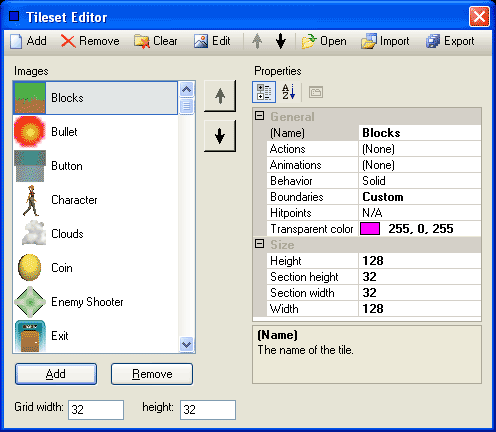 Tileset Editor
Add Remove Clear Edit Open Import Export
Images
Blocks
Bullet
Button
Character
Clouds
Coin
Enemy Shooter
Exit
Add Remove
Grid width: 32 height: 32
Properties
General
(Name) Blocks
Actions (None)
Animations (None)
Behavior Solid
Boundaries Custom
Hitpoints N/A
Transparent color 255, 0, 255
Size
Height 128
Section height 32
Section width 32
Width 128
(Name)
The name of the tile.